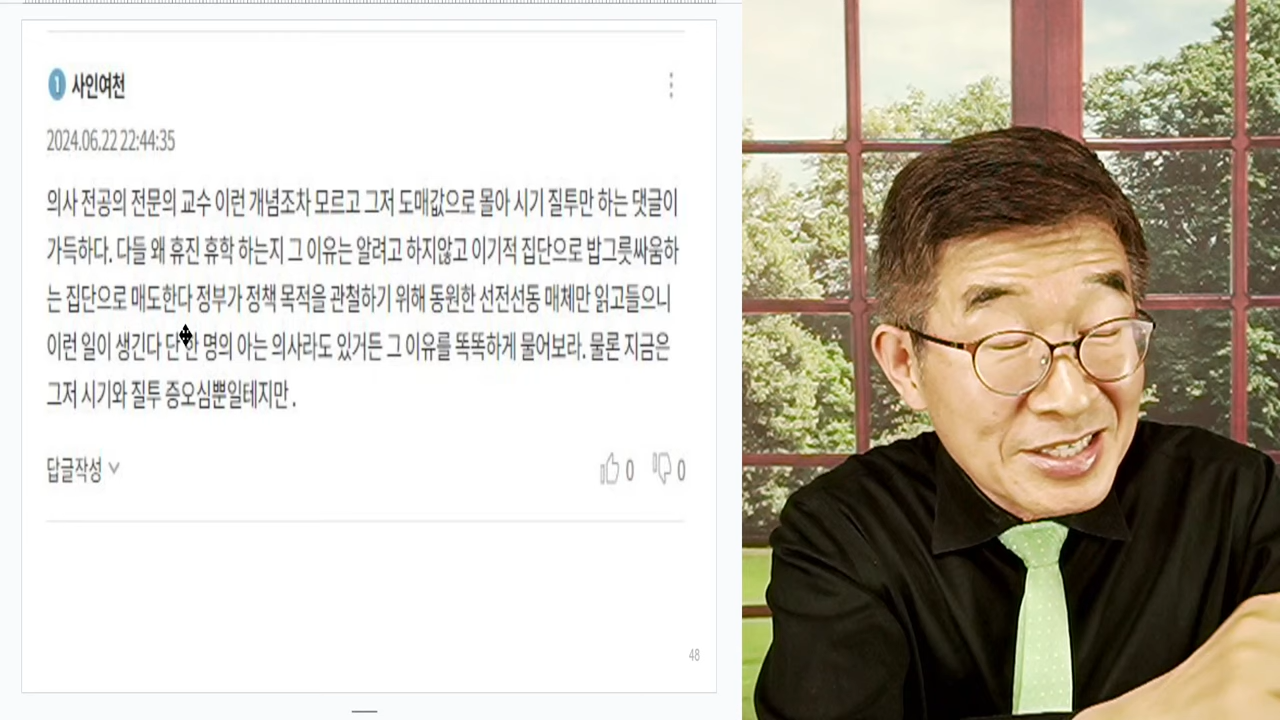 1 사인여천
2024.06.22 22:44:35
의사 전공의 전문의 교수 이런 개념조차 모르고 그저 도매값으로 몰아 시기 질투만 하는 댓글이
가득하다. 다들 왜 휴진 휴학 하는지 그 이유는 알려고 하지않고 이기적 집단으로 밥그릇싸움하
는 집단으로 매도한다 정부가 정책 목적을 관철하기 위해 동원한 선전선동 매체만 읽고들으니
이런 일이 생긴다 단 한 명의 아는 의사라도 있거든 그 이유를 똑똑하게 물어보라. 물론 지금은
그저 시기와 질투 증오심뿐일테지만 .
답글작성
0 0
48